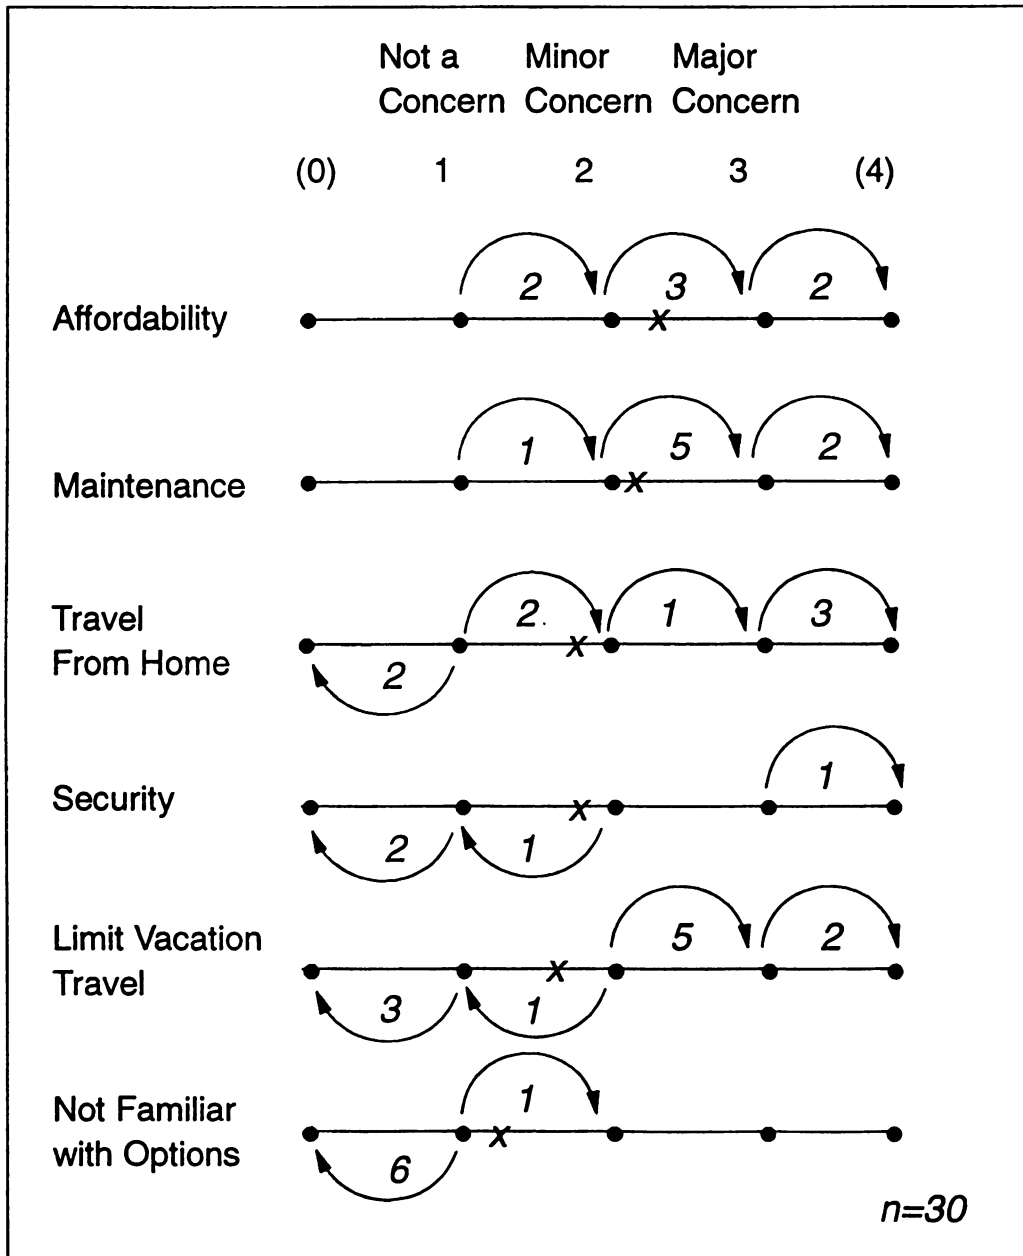 Not a Minor Major
Concern Concern Concern
(0) 1 2 3 (4)
2 3 2
Affordability x
1 5 2
Maintenance x
Travel 2. 1 3
From Home x
2
1
Security x
2 1
Limit Vacation 5 2
Travel x
3 1
Not Familiar 1
with Options x
6
n=30